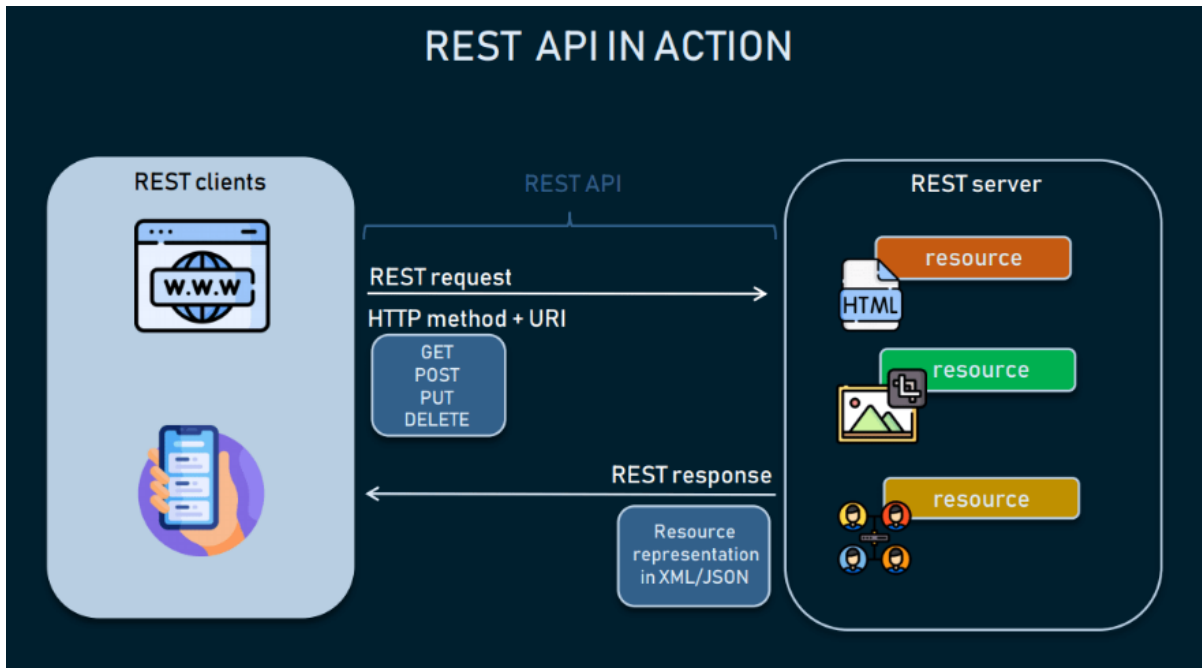 REST API IN ACTION
REST clients
W.W.W
REST API
REST request
HTTP method + URI
GET
POST
PUT
DELETE
REST response
Resource
representation
in XML/JSON
REST server
resource
HTML
resource
resource